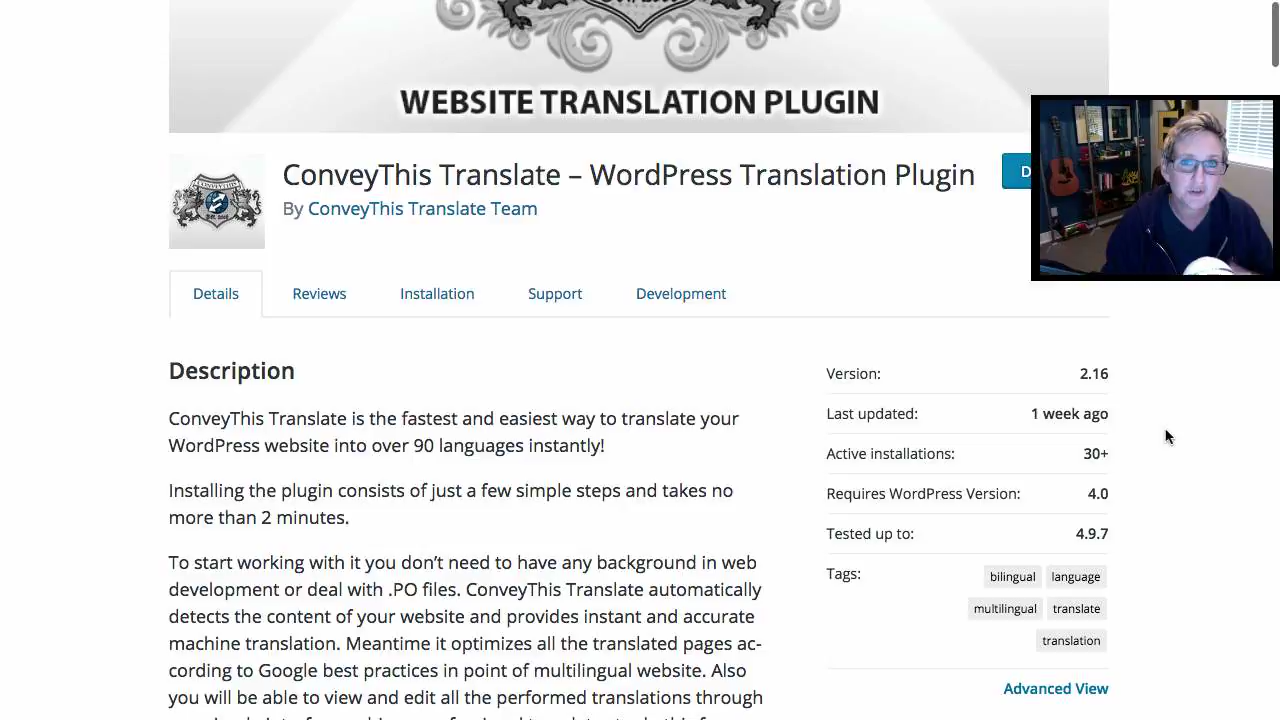 WEBSITE TRANSLATION PLUGIN
ConveyThis Translate – WordPress Translation Plugin
By ConveyThis Translate Team
D
Details
Reviews
Installation
Support
Development
Description
ConveyThis Translate is the fastest and easiest way to translate your
WordPress website into over 90 languages instantly!
Installing the plugin consists of just a few simple steps and takes no
more than 2 minutes.
To start working with it you don’t need to have any background in web
development or deal with .PO files. ConveyThis Translate automatically
detects the content of your website and provides instant and accurate
machine translation. Meantime it optimizes all the translated pages ac-
cording to Google best practices in point of multilingual website. Also
you will be able to view and edit all the performed translations through
Version: 2.16
Last updated: 1 week ago
Active installations: 30+
Requires WordPress Version: 4.0
Tested up to: 4.9.7
Tags: bilingual language
multilingual translate
translation
Advanced View